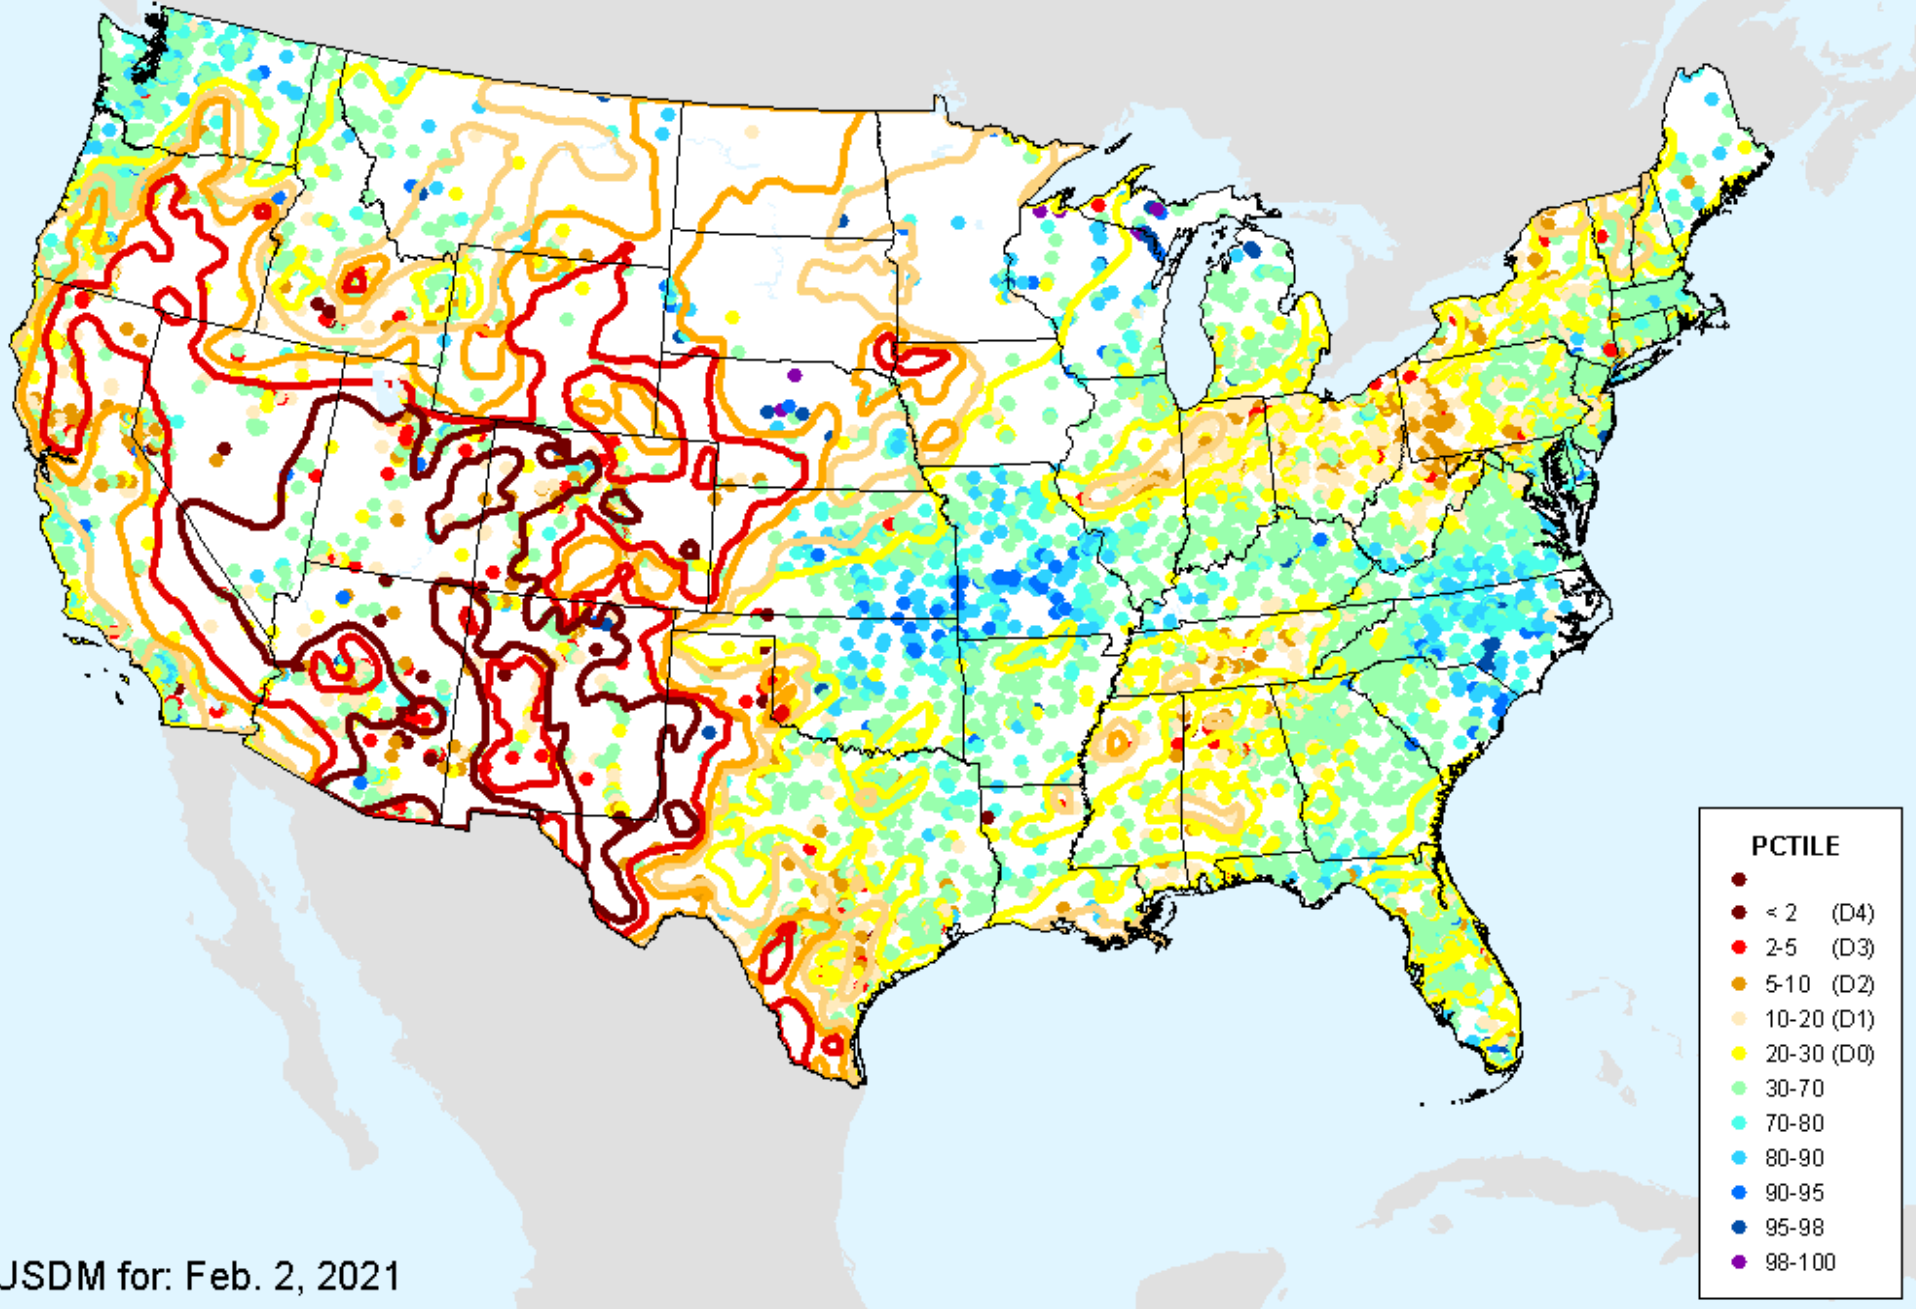 PCTILE
< 2 (D4)
2-5 (D3)
5-10 (D2)
10-20 (D1)
20-30 (D0)
30-70
70-80
80-90
90-95
95-98
98-100
USDM for: Feb. 2, 2021